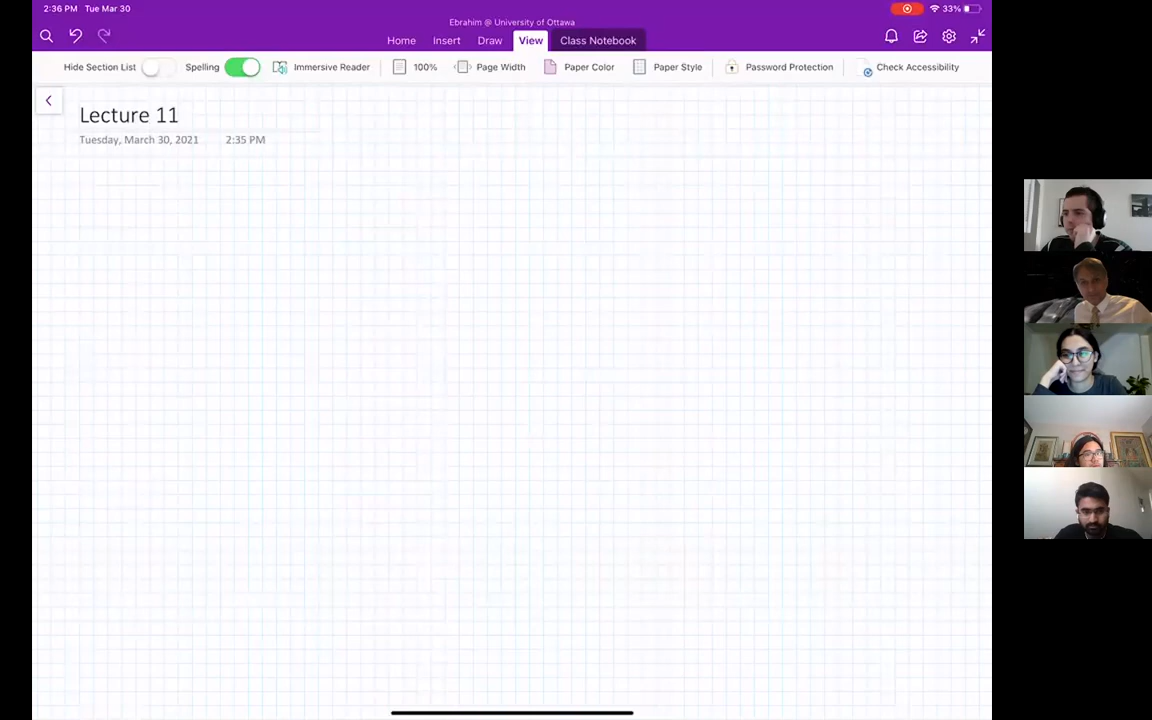 2:36 PM Tue Mar 30
33%
Ebrahim @ University of Ottawa
Home Insert Draw View Class Notebook
Hide Section List Spelling Immersive Reader 100% Page Width Paper Color Paper Style Password Protection Check Accessibility
Lecture 11
Tuesday, March 30, 2021 2:35 PM